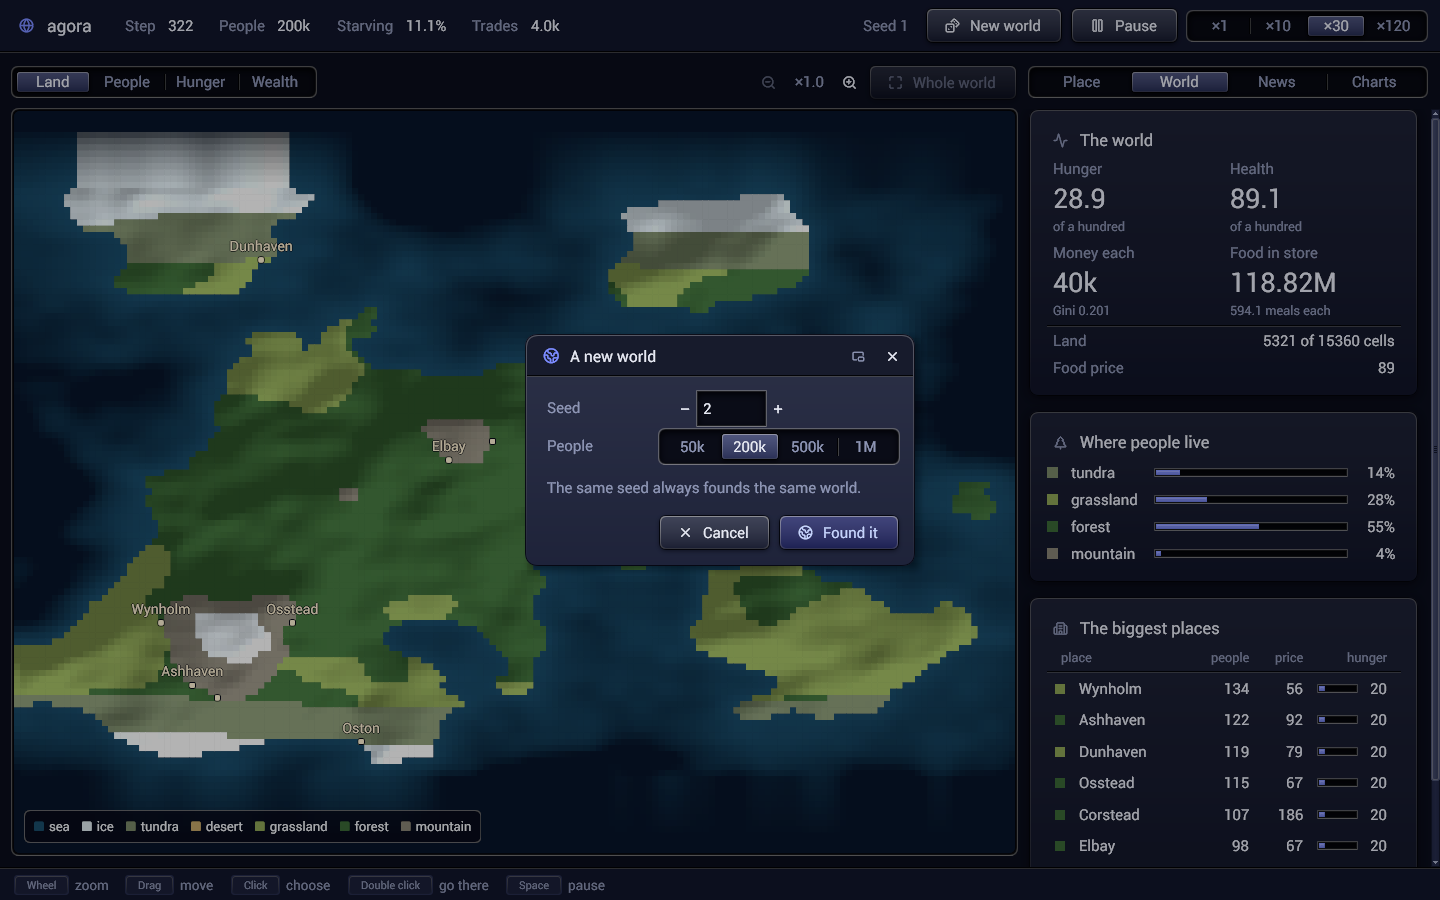 agora Step 322 People 200k Starving 11.1% Trades 4.0k Seed 1 New world Pause ×1 ×10 ×30 ×120
Land People Hunger Wealth ×1.0 Whole world Place World News Charts
Dunhaven
Elbay
Wynholm
Osstead
Ashhaven
Oston
sea ice tundra desert grassland forest mountain
A new world
Seed − 2 +
People 50k 200k 500k 1M
The same seed always founds the same world.
Cancel Found it
The world
Hunger Health
28.9 89.1
of a hundred of a hundred
Money each Food in store
40k 118.82M
Gini 0.201 594.1 meals each
Land 5321 of 15360 cells
Food price 89
Where people live
tundra 14%
grassland 28%
forest 55%
mountain 4%
The biggest places
place people price hunger
Wynholm 134 56 20
Ashhaven 122 92 20
Dunhaven 119 79 20
Osstead 115 67 20
Corstead 107 186 20
Elbay 98 67 20
Wheel zoom Drag move Click choose Double click go there Space pause